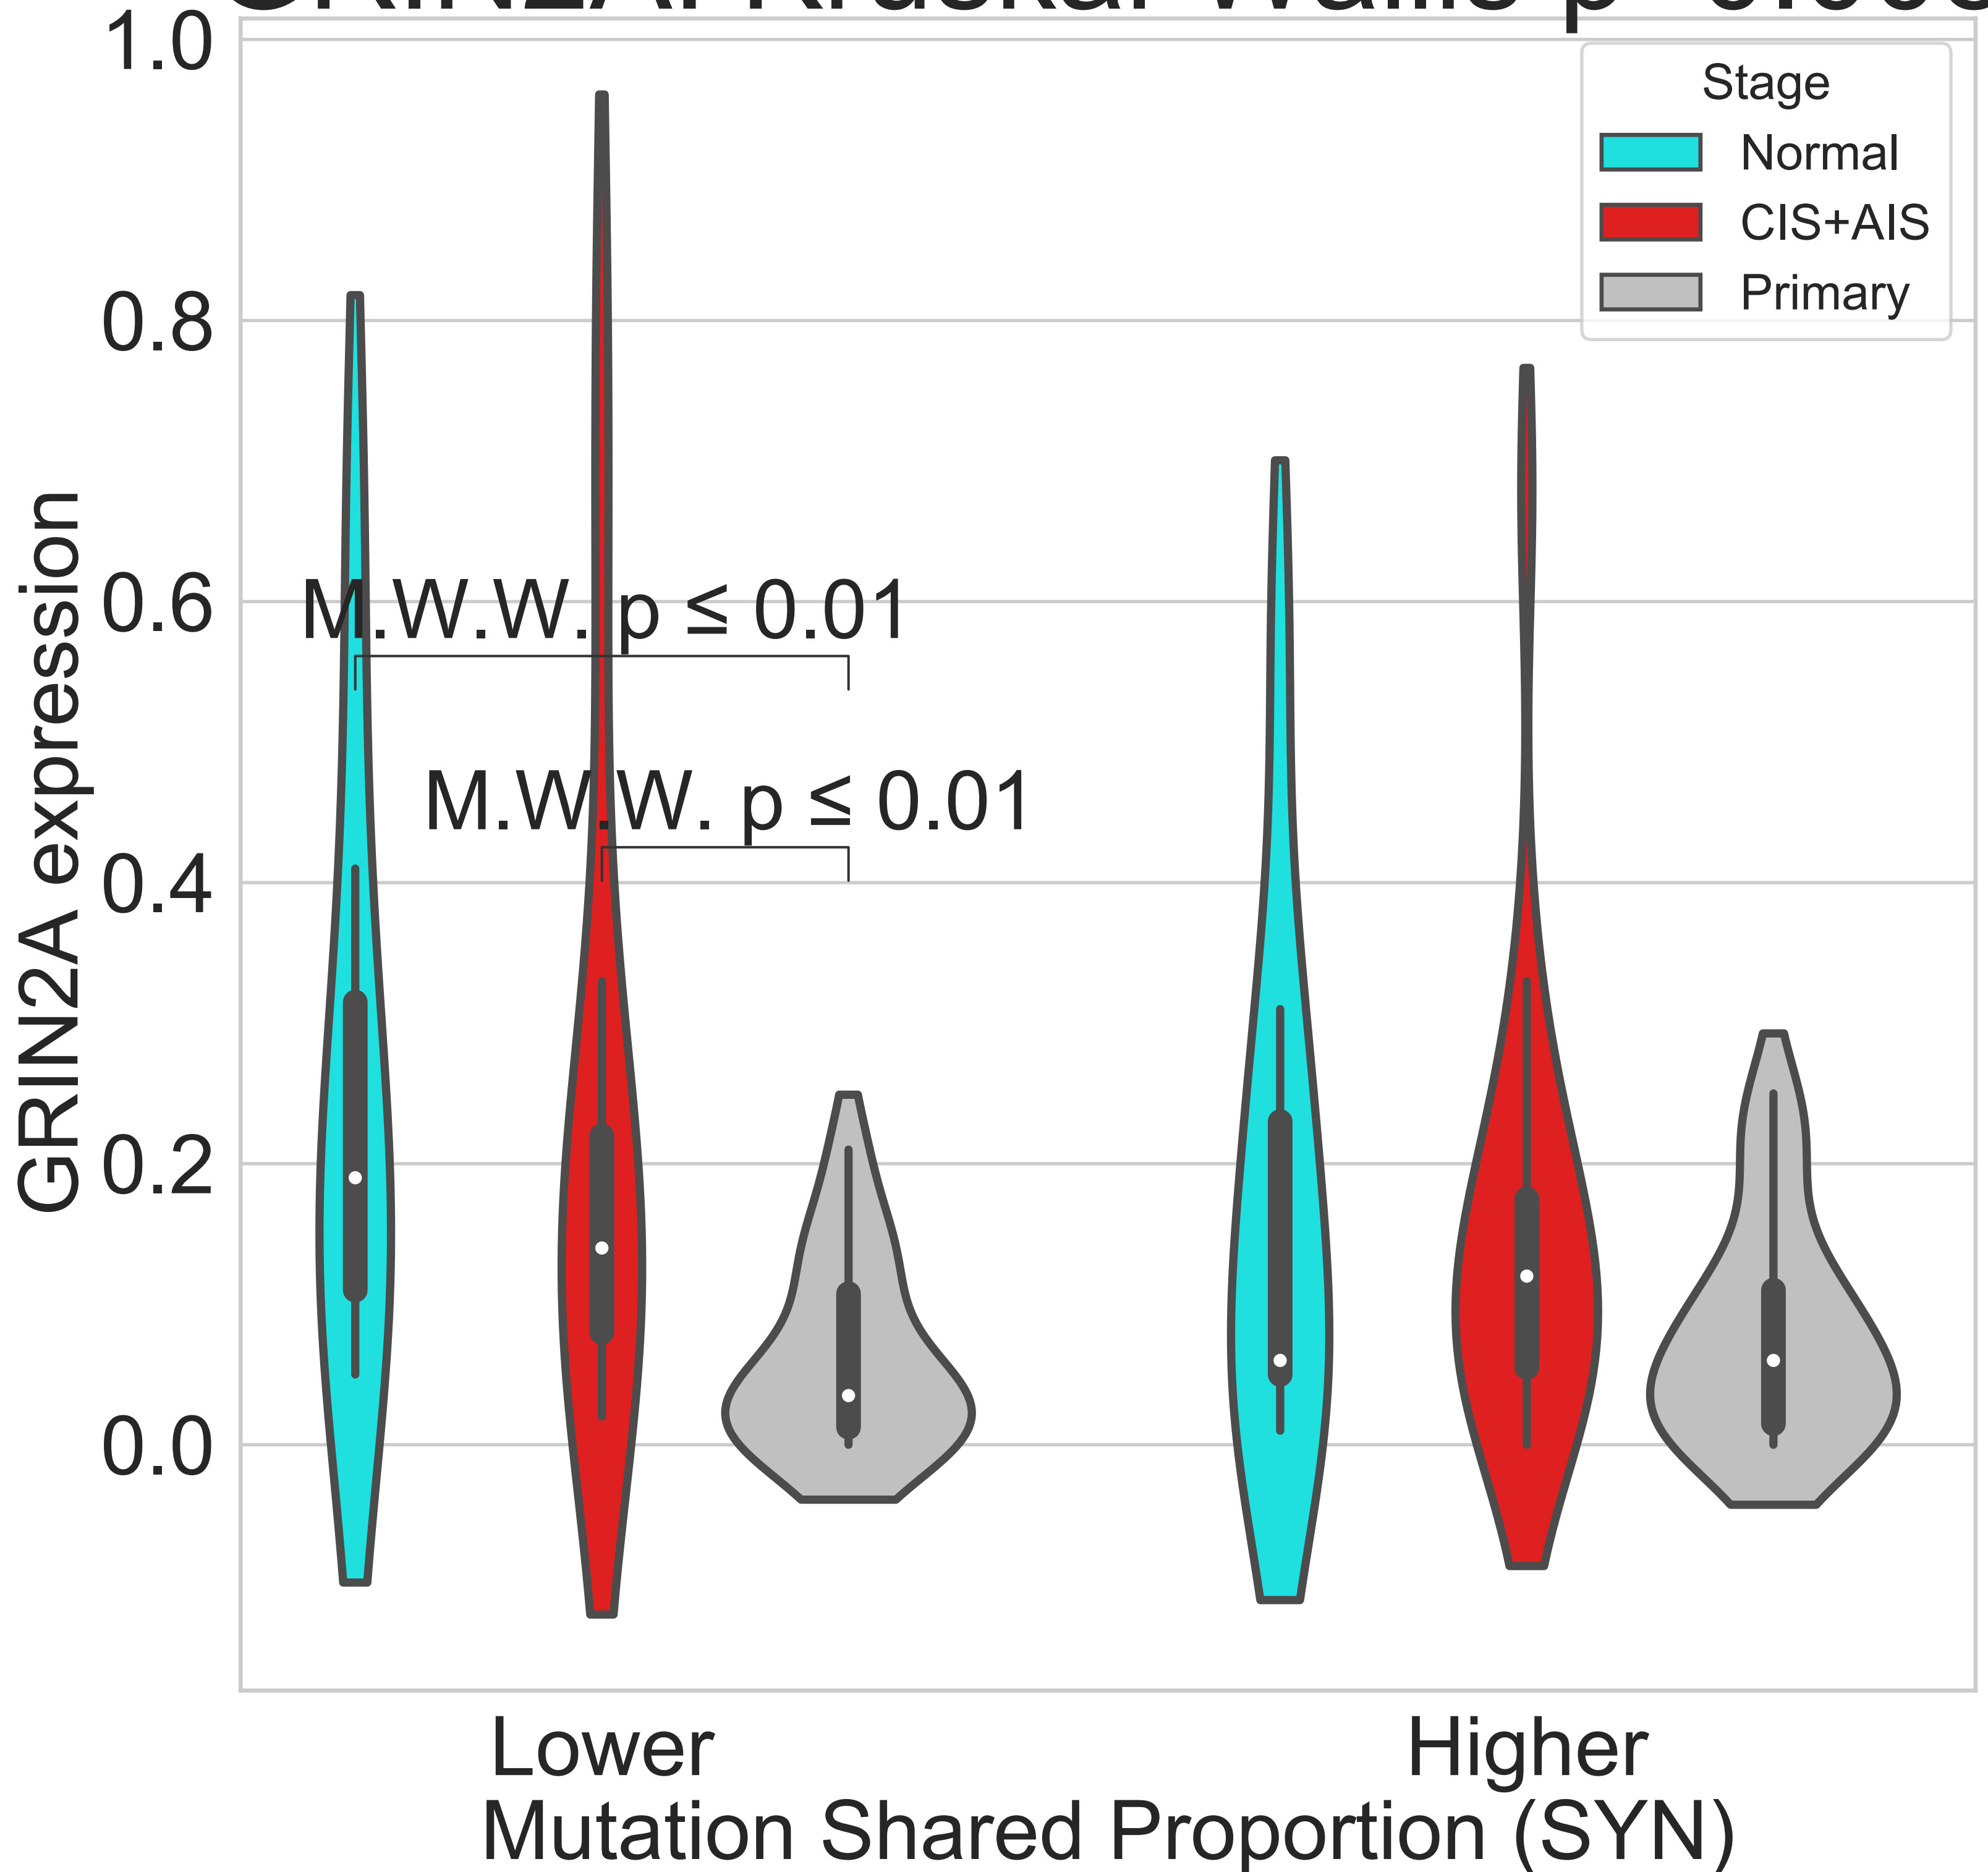 1.0
0.8
0.6
0.4
0.2
0.0
GRIN2A expression
Stage
Normal
CIS+AIS
Primary
M.W.W. p ≤ 0.01
M.W.W. p ≤ 0.01
Lower
Higher
Mutation Shared Proportion (SYN)